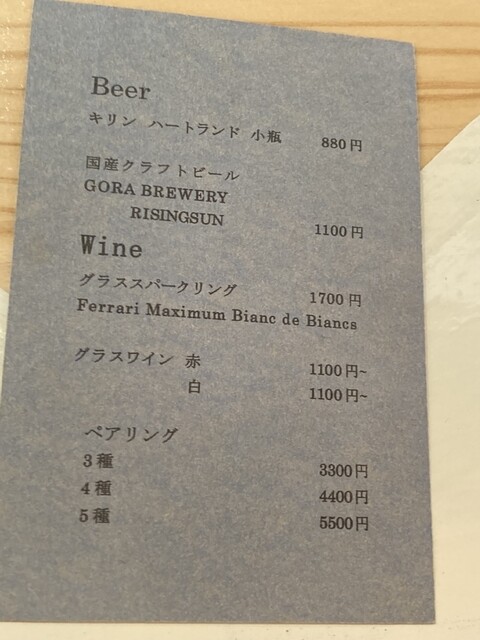 Beer
キリン ハートランド 小瓶 880円
国産クラフトビール
GORA BREWERY
RISINGSUN 1100円
Wine
グラススパークリング 1700円
Ferrari Maximum Bianc de Biancs
グラスワイン 赤 1100円~
白 1100円~
ペアリング
3種 3300円
4種 4400円
5種 5500円